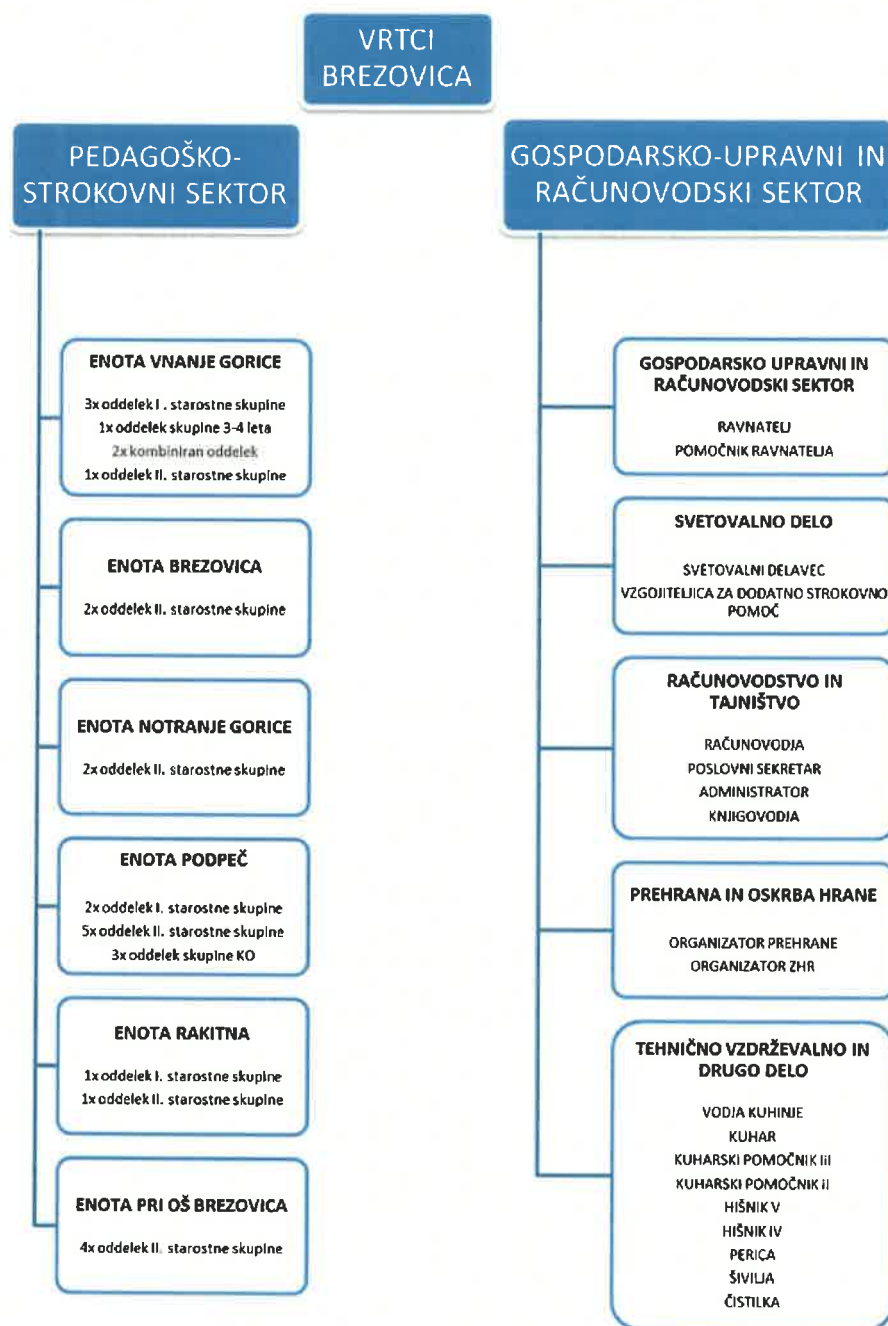 VRTCI
BREZOVICA
PEDAGOŠKO-
STROKOVNI SEKTOR
ENOTA VNANJE GORICE
3x oddelek I . starostne skupine
1x oddelek skupine 3-4 leta
2x kombiniran oddelek
1x oddelek II. starostne skupine
ENOTA BREZOVICA
2x oddelek II. starostne skupine
ENOTA NOTRANJE GORICE
2x oddelek II. starostne skupine
ENOTA PODPEČ
2x oddelek I. starostne skupine
5x oddelek II. starostne skupine
3x oddelek skupine KO
ENOTA RAKITNA
1x oddelek I. starostne skupine
1x oddelek II. starostne skupine
ENOTA PRI OŠ BREZOVICA
4x oddelek II. starostne skupine
GOSPODARSKO-UPRAVNI IN
RAČUNOVODSKI SEKTOR
GOSPODARSKO UPRAVNI IN
RAČUNOVODSKI SEKTOR
RAVNATELJ
POMOČNIK RAVNATELJA
SVETOVALNO DELO
SVETOVALNI DELAVEC
VZGOJITELJICA ZA DODATNO STROKOVNO
POMOČ
RAČUNOVODSTVO IN
TAJNIŠTVO
RAČUNOVODJA
POSLOVNI SEKRETAR
ADMINISTRATOR
KNJIGOVODJA
PREHRANA IN OSKRBA HRANE
ORGANIZATOR PREHRANE
ORGANIZATOR ZHR
TEHNIČNO VZDRŽEVALNO IN
DRUGO DELO
VODJA KUHINJE
KUHAR
KUHARSKI POMOČNIK III
KUHARSKI POMOČNIK II
HIŠNIK V
HIŠNIK IV
PERICA
ŠIVILJA
ČISTILKA